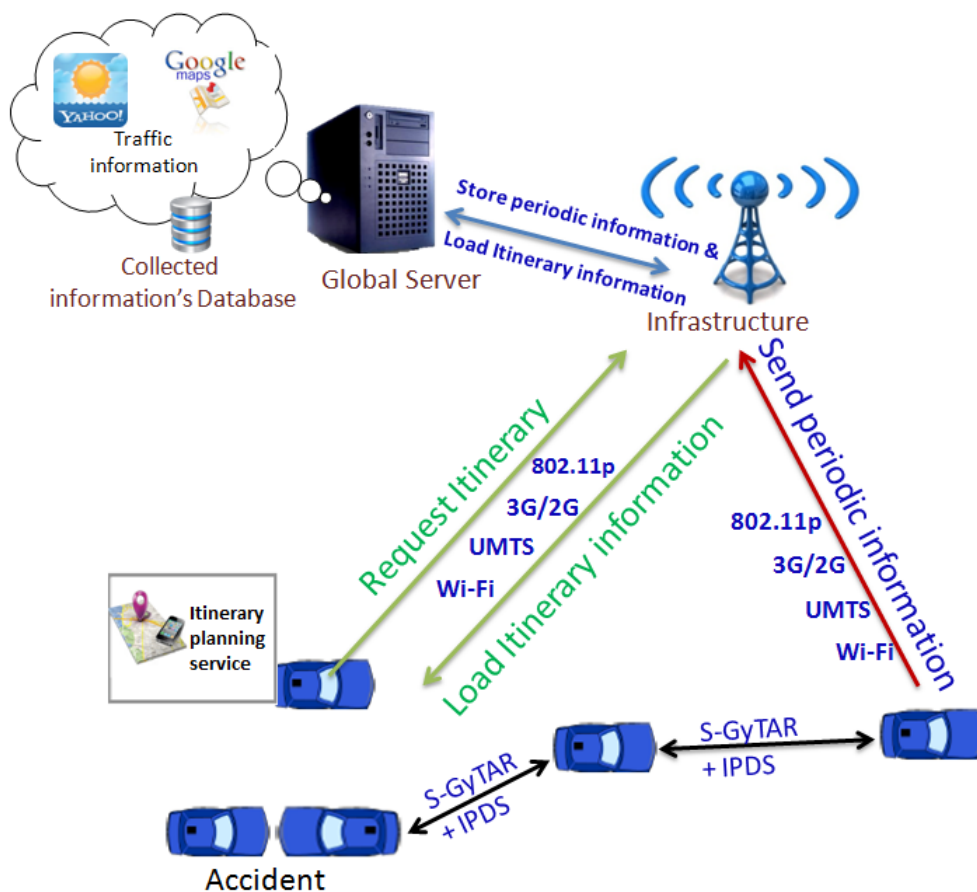 Google
maps
YAHOO!
Traffic
information
Collected
information's Database
Global Server
Store periodic information &
Load Itinerary information
Infrastructure
Request Itinerary
802.11p
3G/2G
UMTS
Wi-Fi
Load Itinerary information
Send periodic information
802.11p
3G/2G
UMTS
Wi-Fi
Itinerary
planning
service
S-GyTAR
+ IPDS
S-GyTAR
+ IPDS
Accident